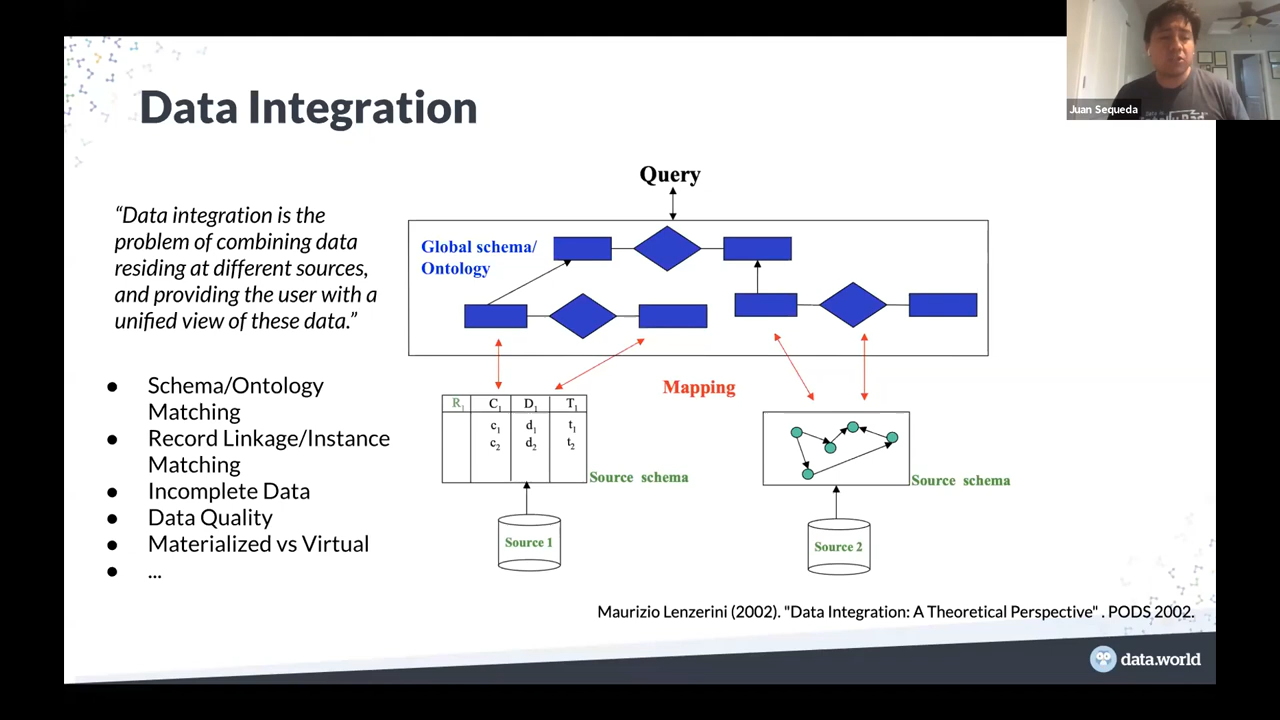 Juan Sequeda
Data Integration
“Data integration is the
problem of combining data
residing at different sources,
and providing the user with a
unified view of these data.”
● Schema/Ontology
Matching
● Record Linkage/Instance
Matching
● Incomplete Data
● Data Quality
● Materialized vs Virtual
● ...
Query
Global schema/
Ontology
Mapping
R1 C1 D1 T1
c1 d1 t1
c2 d2 t2
Source schema
Source 1
Source schema
Source 2
Maurizio Lenzerini (2002). "Data Integration: A Theoretical Perspective" . PODS 2002.
data.world